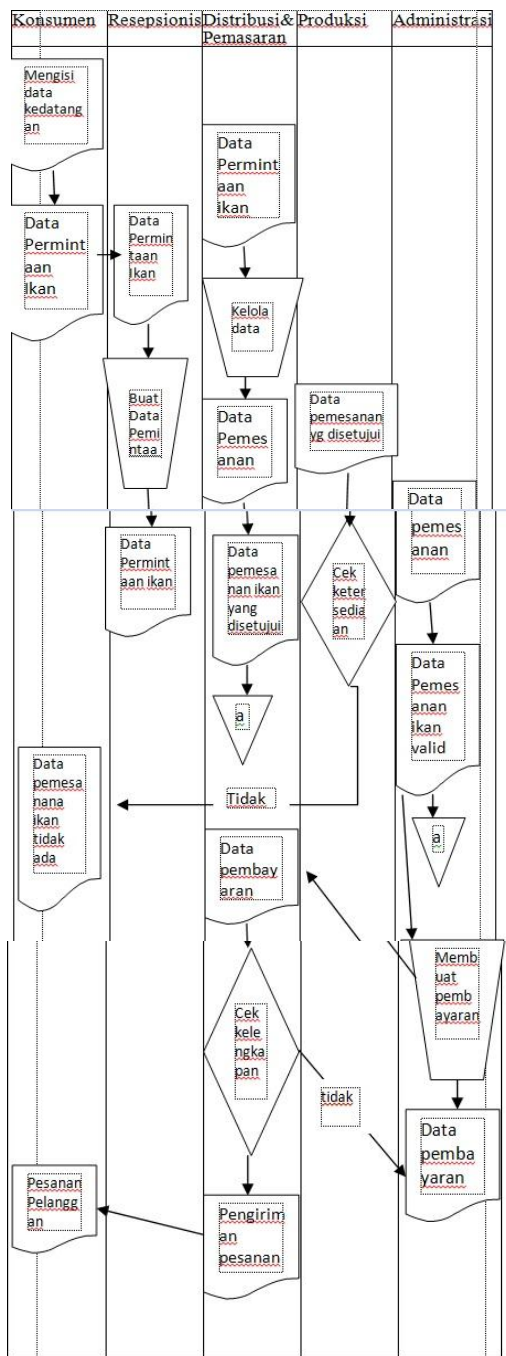 Konsumen
Resepsionis
Distribusi&
Pemasaran
Produksi
Administrasi
Mengisi
data
kedatang
an
Data
Permint
aan
ikan
Data
Permint
aan
Ikan
Data
Permin
taan
Ikan
Kelola
data
Buat
Data
Pemi
ntaa
Data
Pemes
anan
Data
pemesanan
yg disetujui
Data
pemes
anan
Data
Permint
aan ikan
Data
pemesa
nan ikan
yang
disetujui
Cek
keter
sedia
an
Data
Pemes
anan
ikan
valid
a
Data
pemesa
nana
ikan
tidak
ada
Tidak
a
Data
pembay
aran
Memb
uat
pemb
ayaran
Cek
kele
ngka
pan
tidak
Data
pemba
yaran
Pesanan
Pelangg
an
Pengirim
an
pesanan